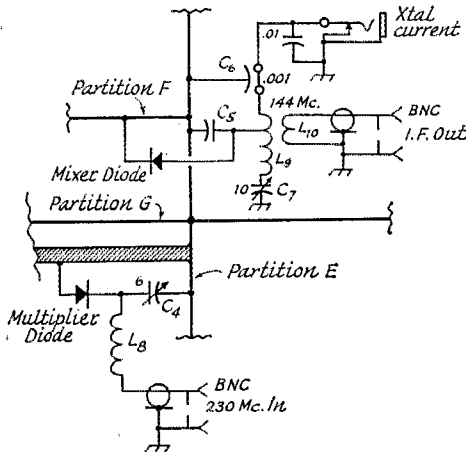 Xtal
current
.01
C6
.001
Partition F
C5
144 Mc.
BNC
L10
I.F. Out
Mixer Diode
L9
10
C7
Partition G
Partition E
6
C4
Multiplier
Diode
L8
BNC
230 Mc. In